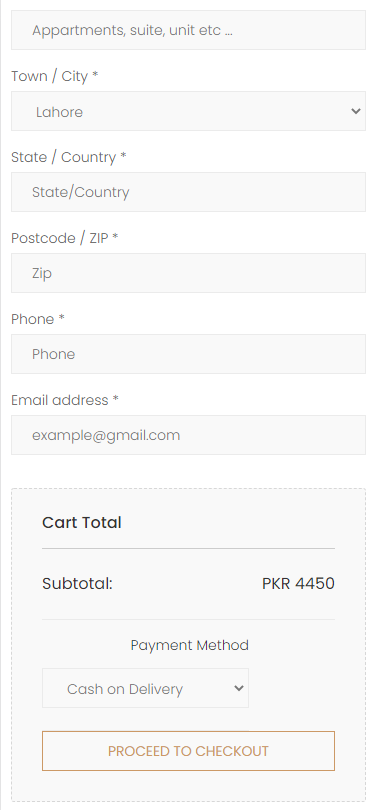 Appartments, suite, unit etc ...
Town / City *
Lahore
State / Country *
State/Country
Postcode / ZIP *
Zip
Phone *
Phone
Email address *
example@gmail.com
Cart Total
Subtotal: PKR 4450
Payment Method
Cash on Delivery
PROCEED TO CHECKOUT